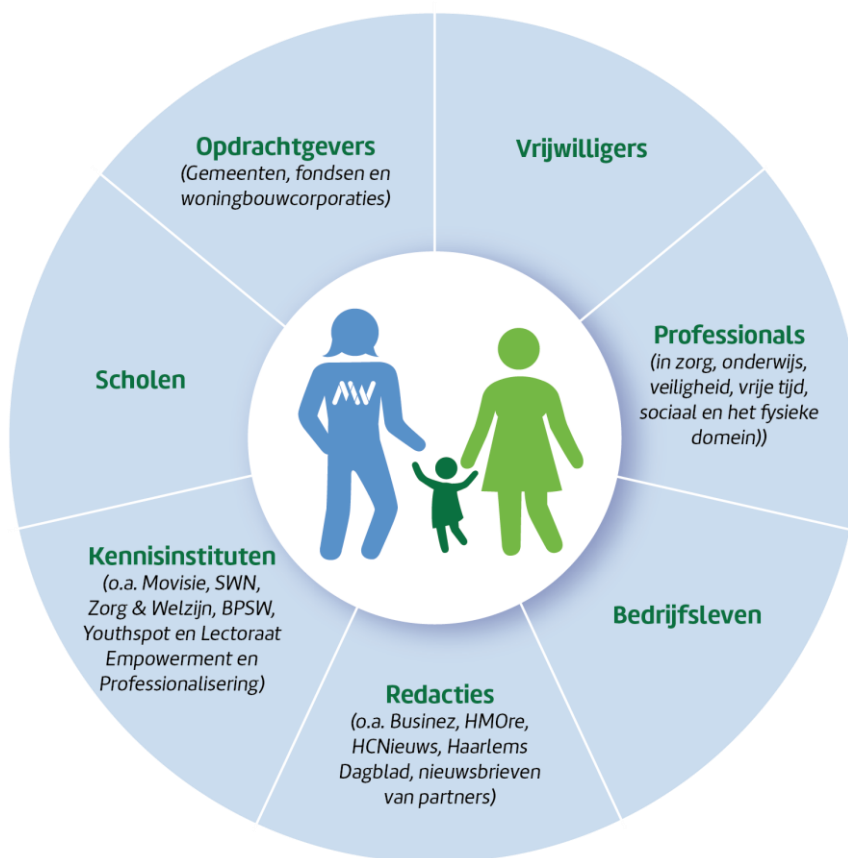 Opdrachtgevers
(Gemeenten, fondsen en
woningbouwcorporaties)
Vrijwilligers
Professionals
(in zorg, onderwijs,
veiligheid, vrije tijd,
sociaal en het fysieke
domein))
Bedrijfsleven
Redacties
(o.a. Businez, HMOre,
HCNieuws, Haarlems
Dagblad, nieuwsbrieven
van partners)
Kennisinstituten
(o.a. Movisie, SWN,
Zorg & Welzijn, BPSW,
Youthspot en Lectoraat
Empowerment en
Professionalisering)
Scholen
MW